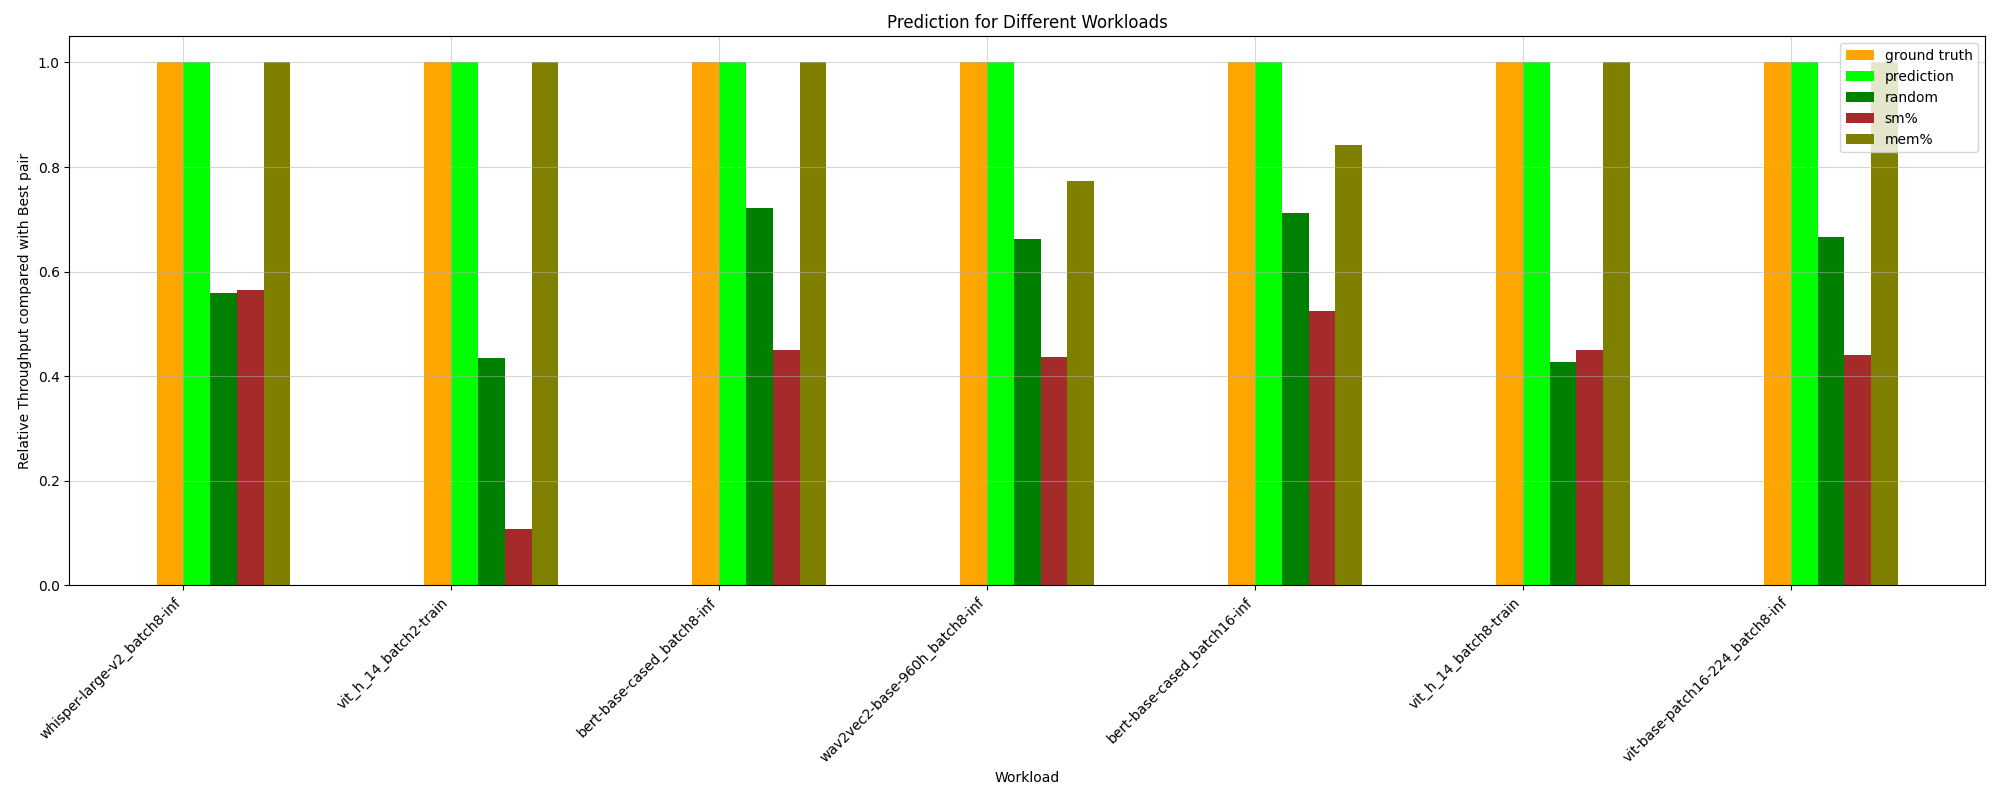 Prediction for Different Workloads
Relative Throughput compared with Best pair
1.0
0.8
0.6
0.4
0.2
0.0
ground truth
prediction
random
sm%
mem%
whisper-large-v2_batch8-inf
vit_h_14_batch2-train
bert-base-cased_batch8-inf
wav2vec2-base-960h_batch8-inf
bert-base-cased_batch16-inf
vit_h_14_batch8-train
vit-base-patch16-224_batch8-inf
Workload